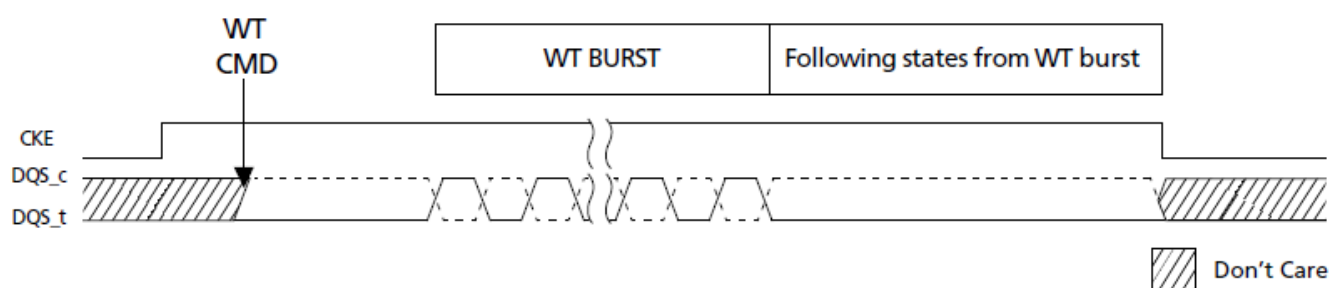 WT
CMD
WT BURST
Following states from WT burst
CKE
DQS_c
DQS_t
Don't Care